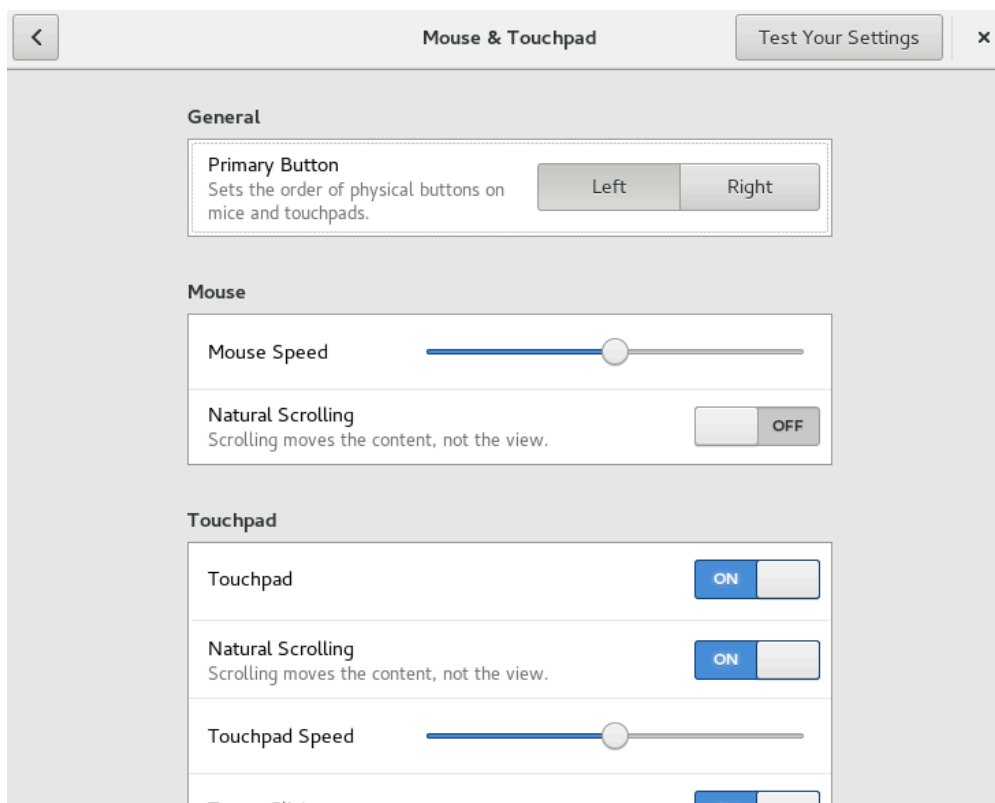 Mouse & Touchpad
Test Your Settings
General
Primary Button
Sets the order of physical buttons on
mice and touchpads.
Left
Right
Mouse
Mouse Speed
Natural Scrolling
Scrolling moves the content, not the view.
OFF
Touchpad
Touchpad
ON
Natural Scrolling
Scrolling moves the content, not the view.
ON
Touchpad Speed